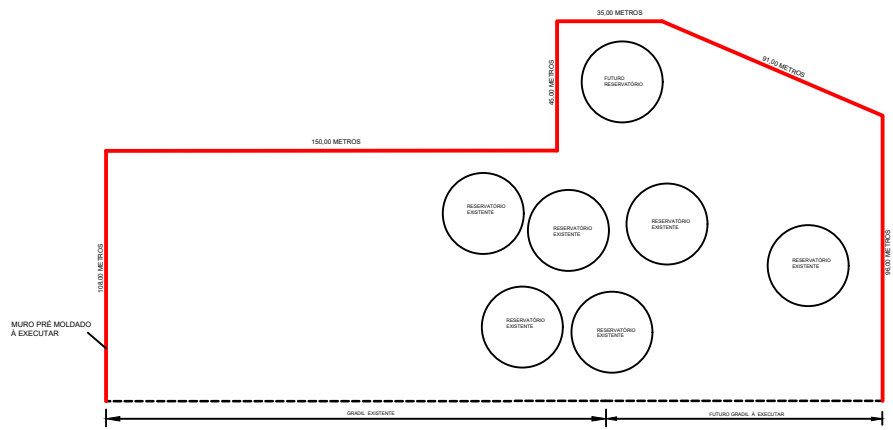 35,00 METROS
91,00 METROS
45,00 METROS
FUTURO
RESERVATÓRIO
150,00 METROS
RESERVATÓRIO
EXISTENTE
RESERVATÓRIO
EXISTENTE
RESERVATÓRIO
EXISTENTE
RESERVATÓRIO
EXISTENTE
108,00 METROS
96,00 METROS
MURO PRÉ MOLDADO
À EXECUTAR
RESERVATÓRIO
EXISTENTE
RESERVATÓRIO
EXISTENTE
GRADIL EXISTENTE
FUTURO GRADIL À EXECUTAR